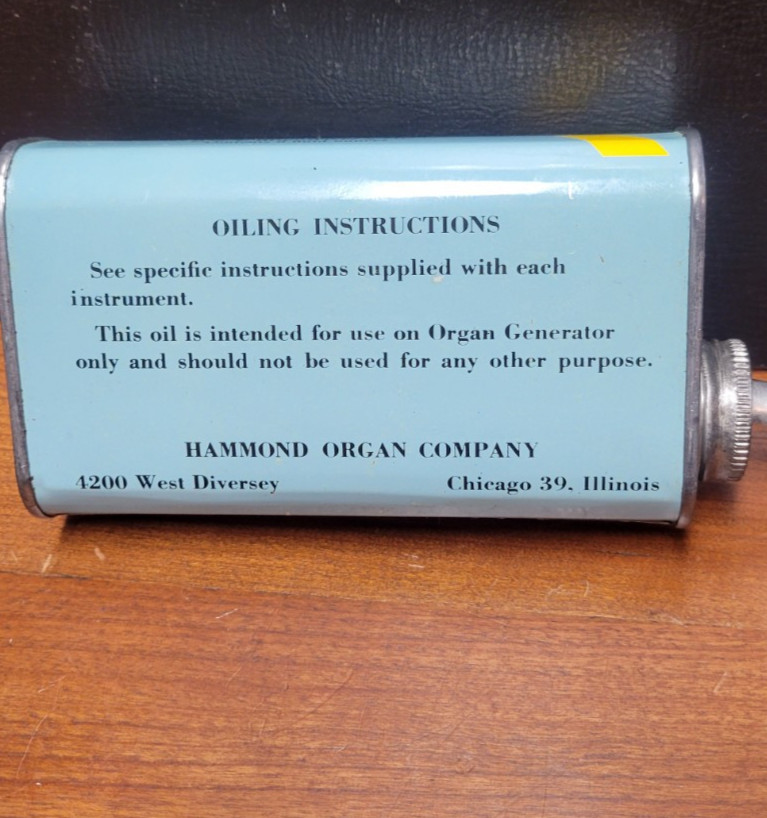 OILING INSTRUCTIONS
See specific instructions supplied with each
instrument.
This oil is intended for use on Organ Generator
only and should not be used for any other purpose.
HAMMOND ORGAN COMPANY
4200 West Diversey Chicago 39, Illinois